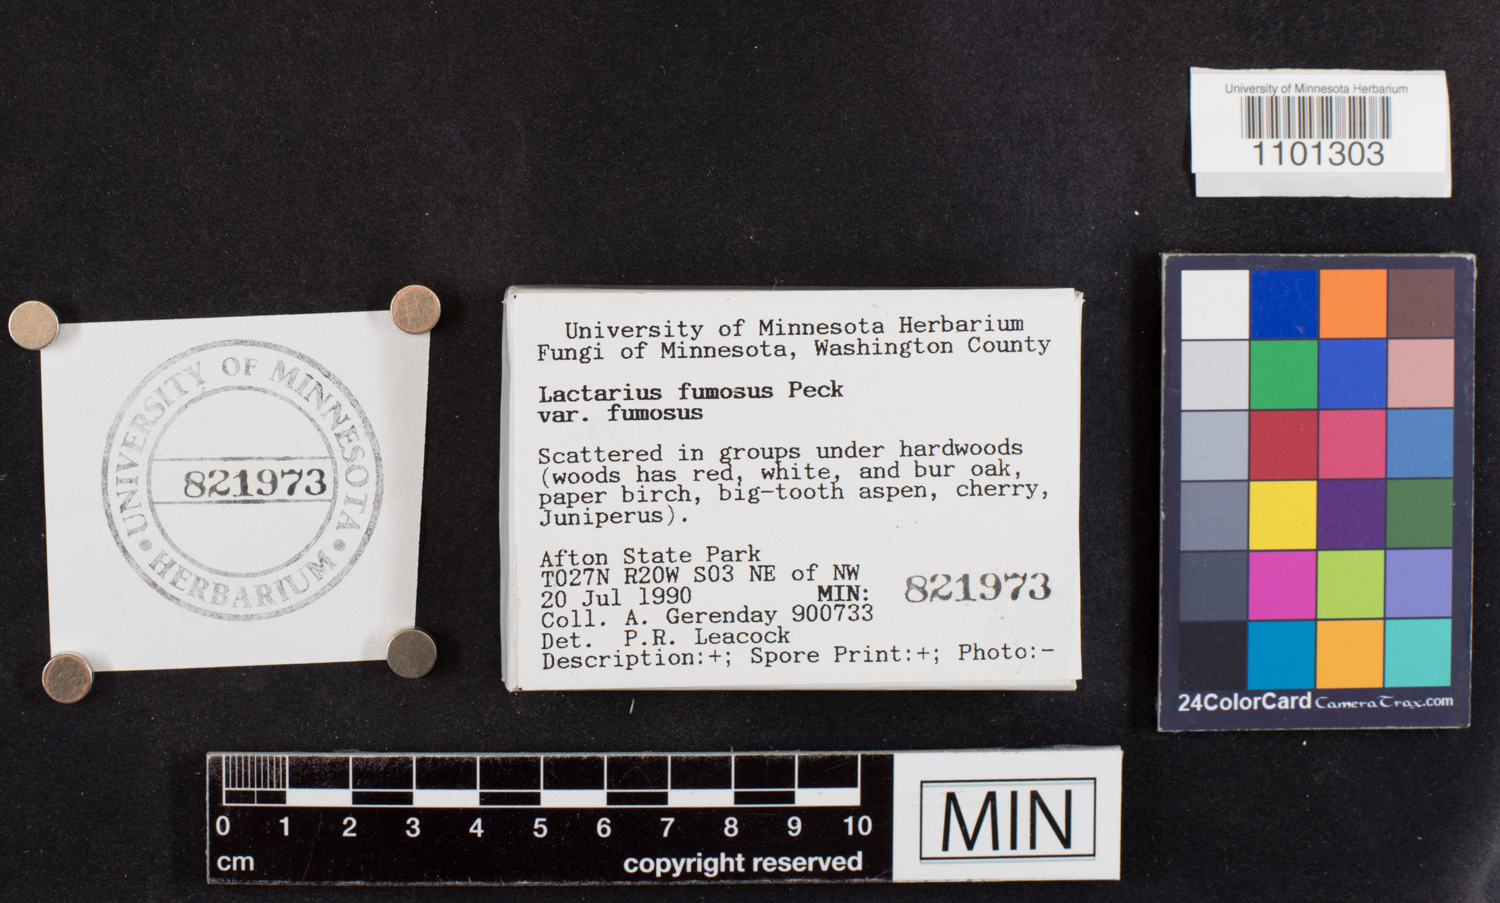 University of Minnesota Herbarium
1101303
UNIVERSITY OF MINNESOTA
821973
• HERBARIUM •
University of Minnesota Herbarium
Fungi of Minnesota, Washington County
Lactarius fumosus Peck
var. fumosus
Scattered in groups under hardwoods
(woods has red, white, and bur oak,
paper birch, big-tooth aspen, cherry,
Juniperus).
Afton State Park
T027N R20W S03 NE of NW
20 Jul 1990 MIN: 821973
Coll. A. Gerenday 900733
Det. P.R. Leacock
Description:+; Spore Print:+; Photo:-
24ColorCard CameraTrax.com
0 1 2 3 4 5 6 7 8 9 10
cm copyright reserved
MIN